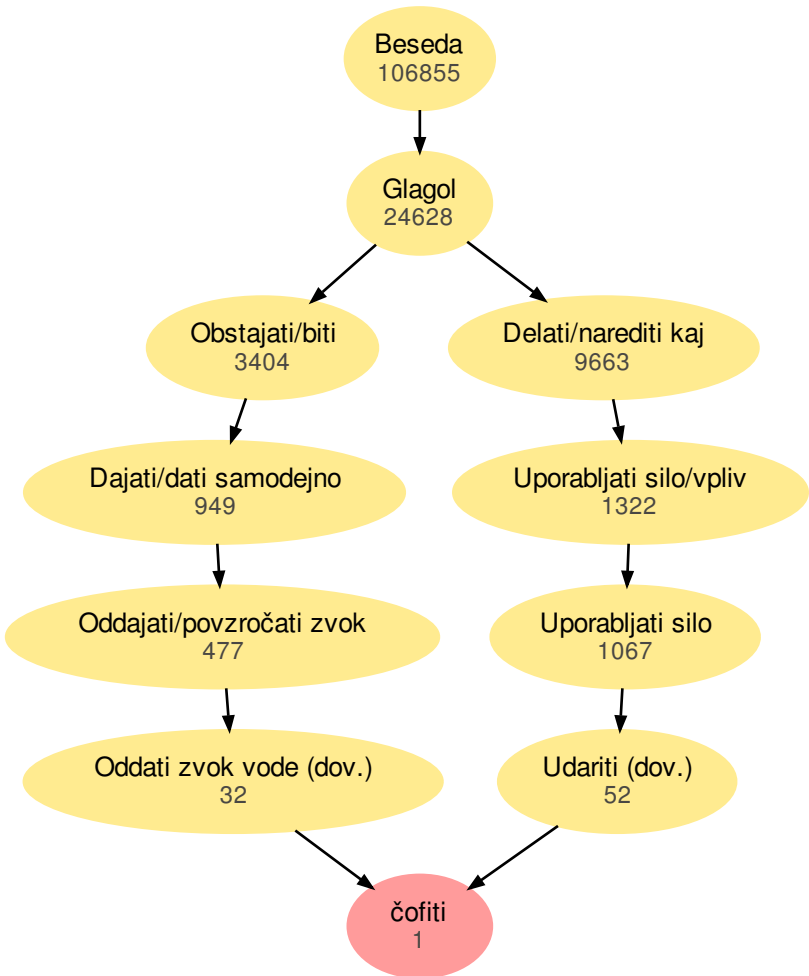 Beseda
106855
Glagol
24628
Obstajati/biti
3404
Delati/narediti kaj
9663
Dajati/dati samodejno
949
Uporabljati silo/vpliv
1322
Oddajati/povzročati zvok
477
Uporabljati silo
1067
Oddati zvok vode (dov.)
32
Udariti (dov.)
52
čofiti
1